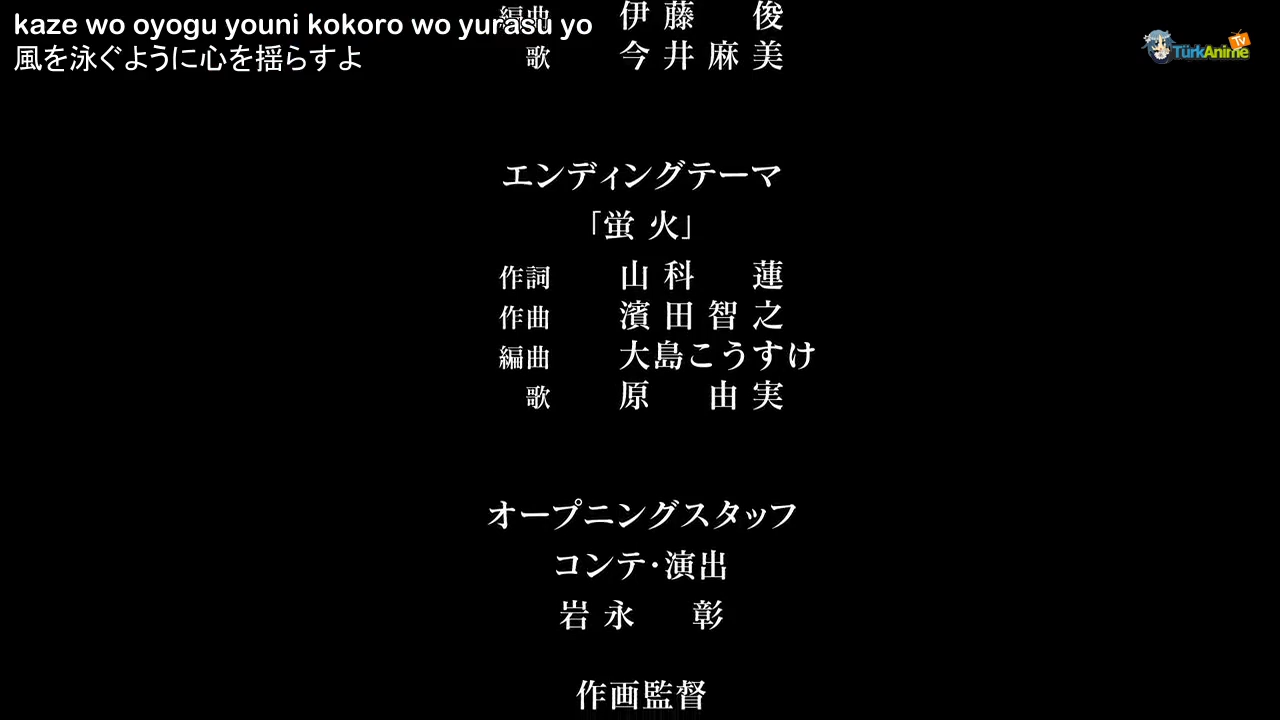 kaze wo oyogu youni kokoro wo yurasu yo
風を泳ぐように心を揺らすよ
TürkAnime Tv
編曲 伊藤 俊
歌 今井麻美
エンディングテーマ
「蛍火」
作詞 山科 蓮
作曲 濱田智之
編曲 大島こうすけ
歌 原 由実
オープニングスタッフ
コンテ・演出
岩永 彰
作画監督